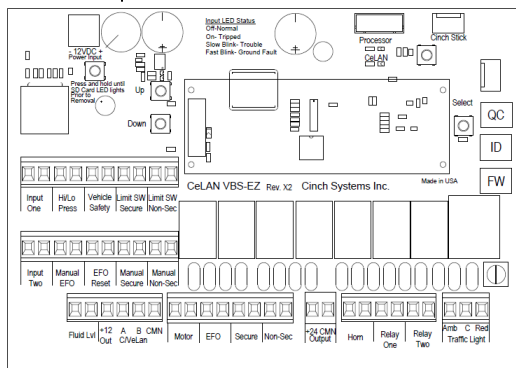 Input LED Status
Off-Normal
On- Tripped
Slow Blink- Trouble
Fast Blink- Ground Fault
Processor
Cinch Stick
CeLAN
- 12VDC +
Power Input
Press and hold until
SD Card LED lights
Prior to
Removal
Up
Down
Select
QC
ID
FW
CeLAN VBS-EZ Rev. X2 Cinch Systems Inc.
Made in USA
Input One
Hi/Lo Press
Vehicle Safety
Limit SW Secure
Limit SW Non-Sec
Input Two
Manual EFO
EFO Reset
Manual Secure
Manual Non-Sec
Fluid Lvl
+12 Out
A B CMN
C/VeLan
Motor
EFO
Secure
Non-Sec
+24 CMN
Output
Horn
Relay One
Relay Two
Amb C Red
Traffic Light